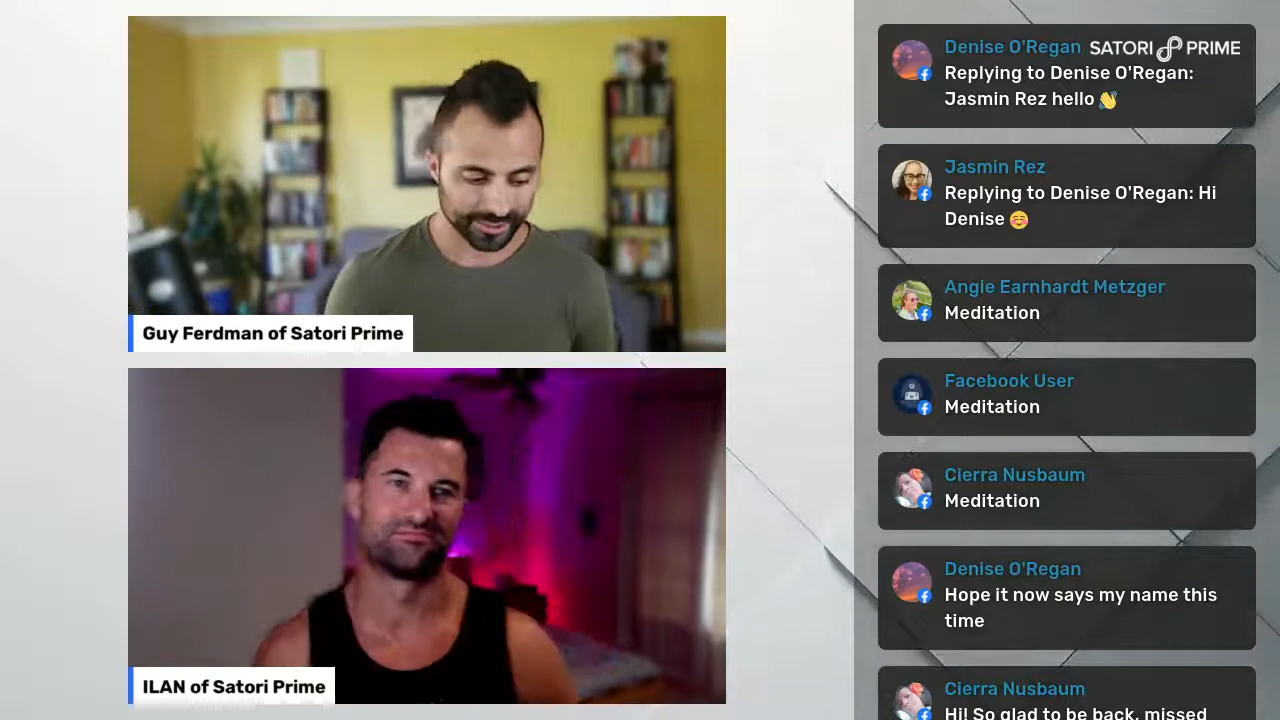 Guy Ferdman of Satori Prime
ILAN of Satori Prime
SATORI PRIME
Denise O'Regan
Replying to Denise O'Regan:
Jasmin Rez hello 👋
Jasmin Rez
Replying to Denise O'Regan: Hi
Denise ☺️
Angie Earnhardt Metzger
Meditation
Facebook User
Meditation
Cierra Nusbaum
Meditation
Denise O'Regan
Hope it now says my name this
time
Cierra Nusbaum
Hi! So glad to be back, missed